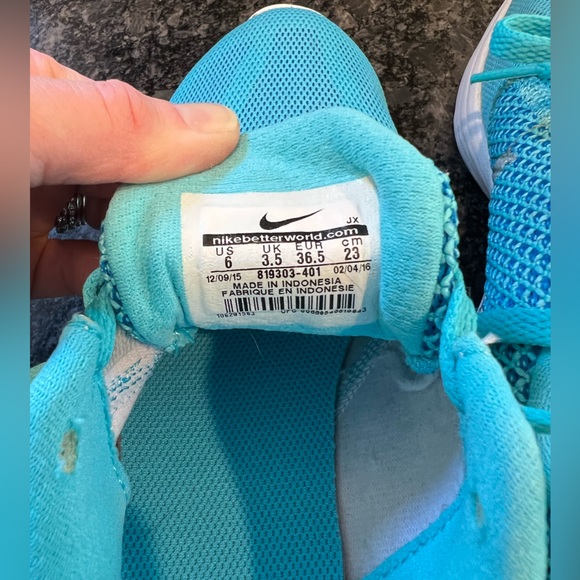 JX
nikebetterworld.com
US UK EUR cm
6 3.5 36.5 23
12/09/15 819303-401 02/04/16
MADE IN INDONESIA
FABRIQUE EN INDONESIE